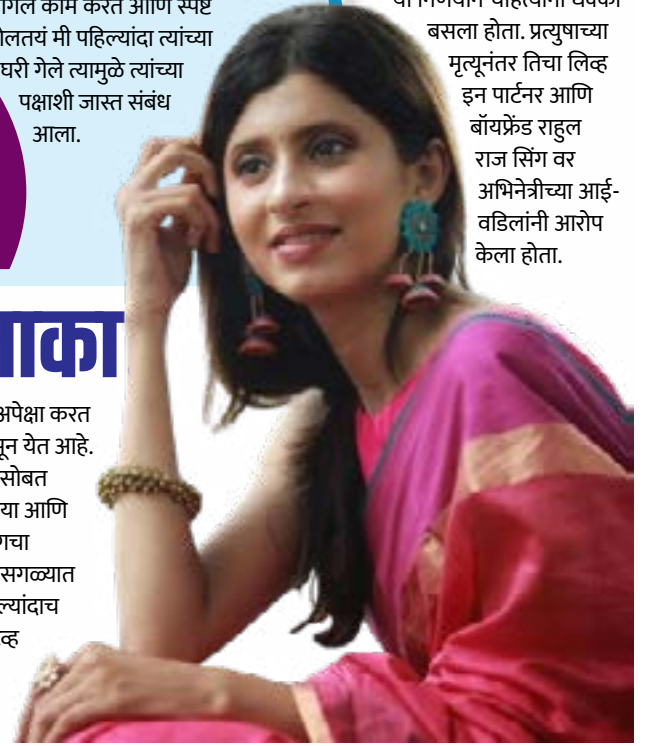 काम करत आणि स्पष्ट
मी पहिल्यांदा त्यांच्या
घरी गेले त्यामुळे त्यांच्या
पक्षाशी जास्त संबंध
आला.
बसला होता. प्रत्युषाच्या
मृत्यूनंतर तिचा लिव्ह
इन पार्टनर आणि
बॉयफ्रेंड राहुल
राज सिंग वर
अभिनेत्रीच्या आई-
वडिलांनी आरोप
केला होता.
अपेक्षा करत
येत आहे.
सोबत
आणि
सगळ्यात